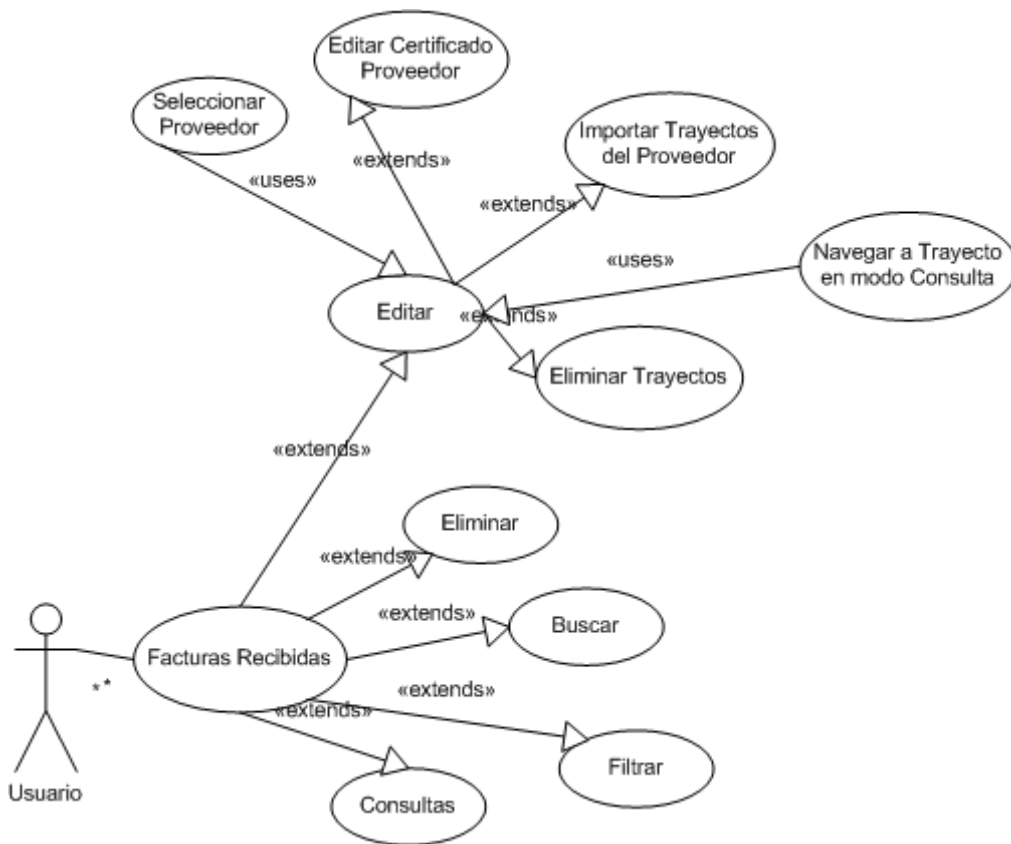 Editar Certificado
Proveedor
Seleccionar
Proveedor
Importar Trayectos
del Proveedor
«extends»
«uses»
«extends»
Navegar a Trayecto
en modo Consulta
«uses»
Editar
«extends»
Eliminar Trayectos
«extends»
Eliminar
«extends»
«extends»
Buscar
Facturas Recibidas
**
«extends»
«extends»
Filtrar
Usuario
Consultas